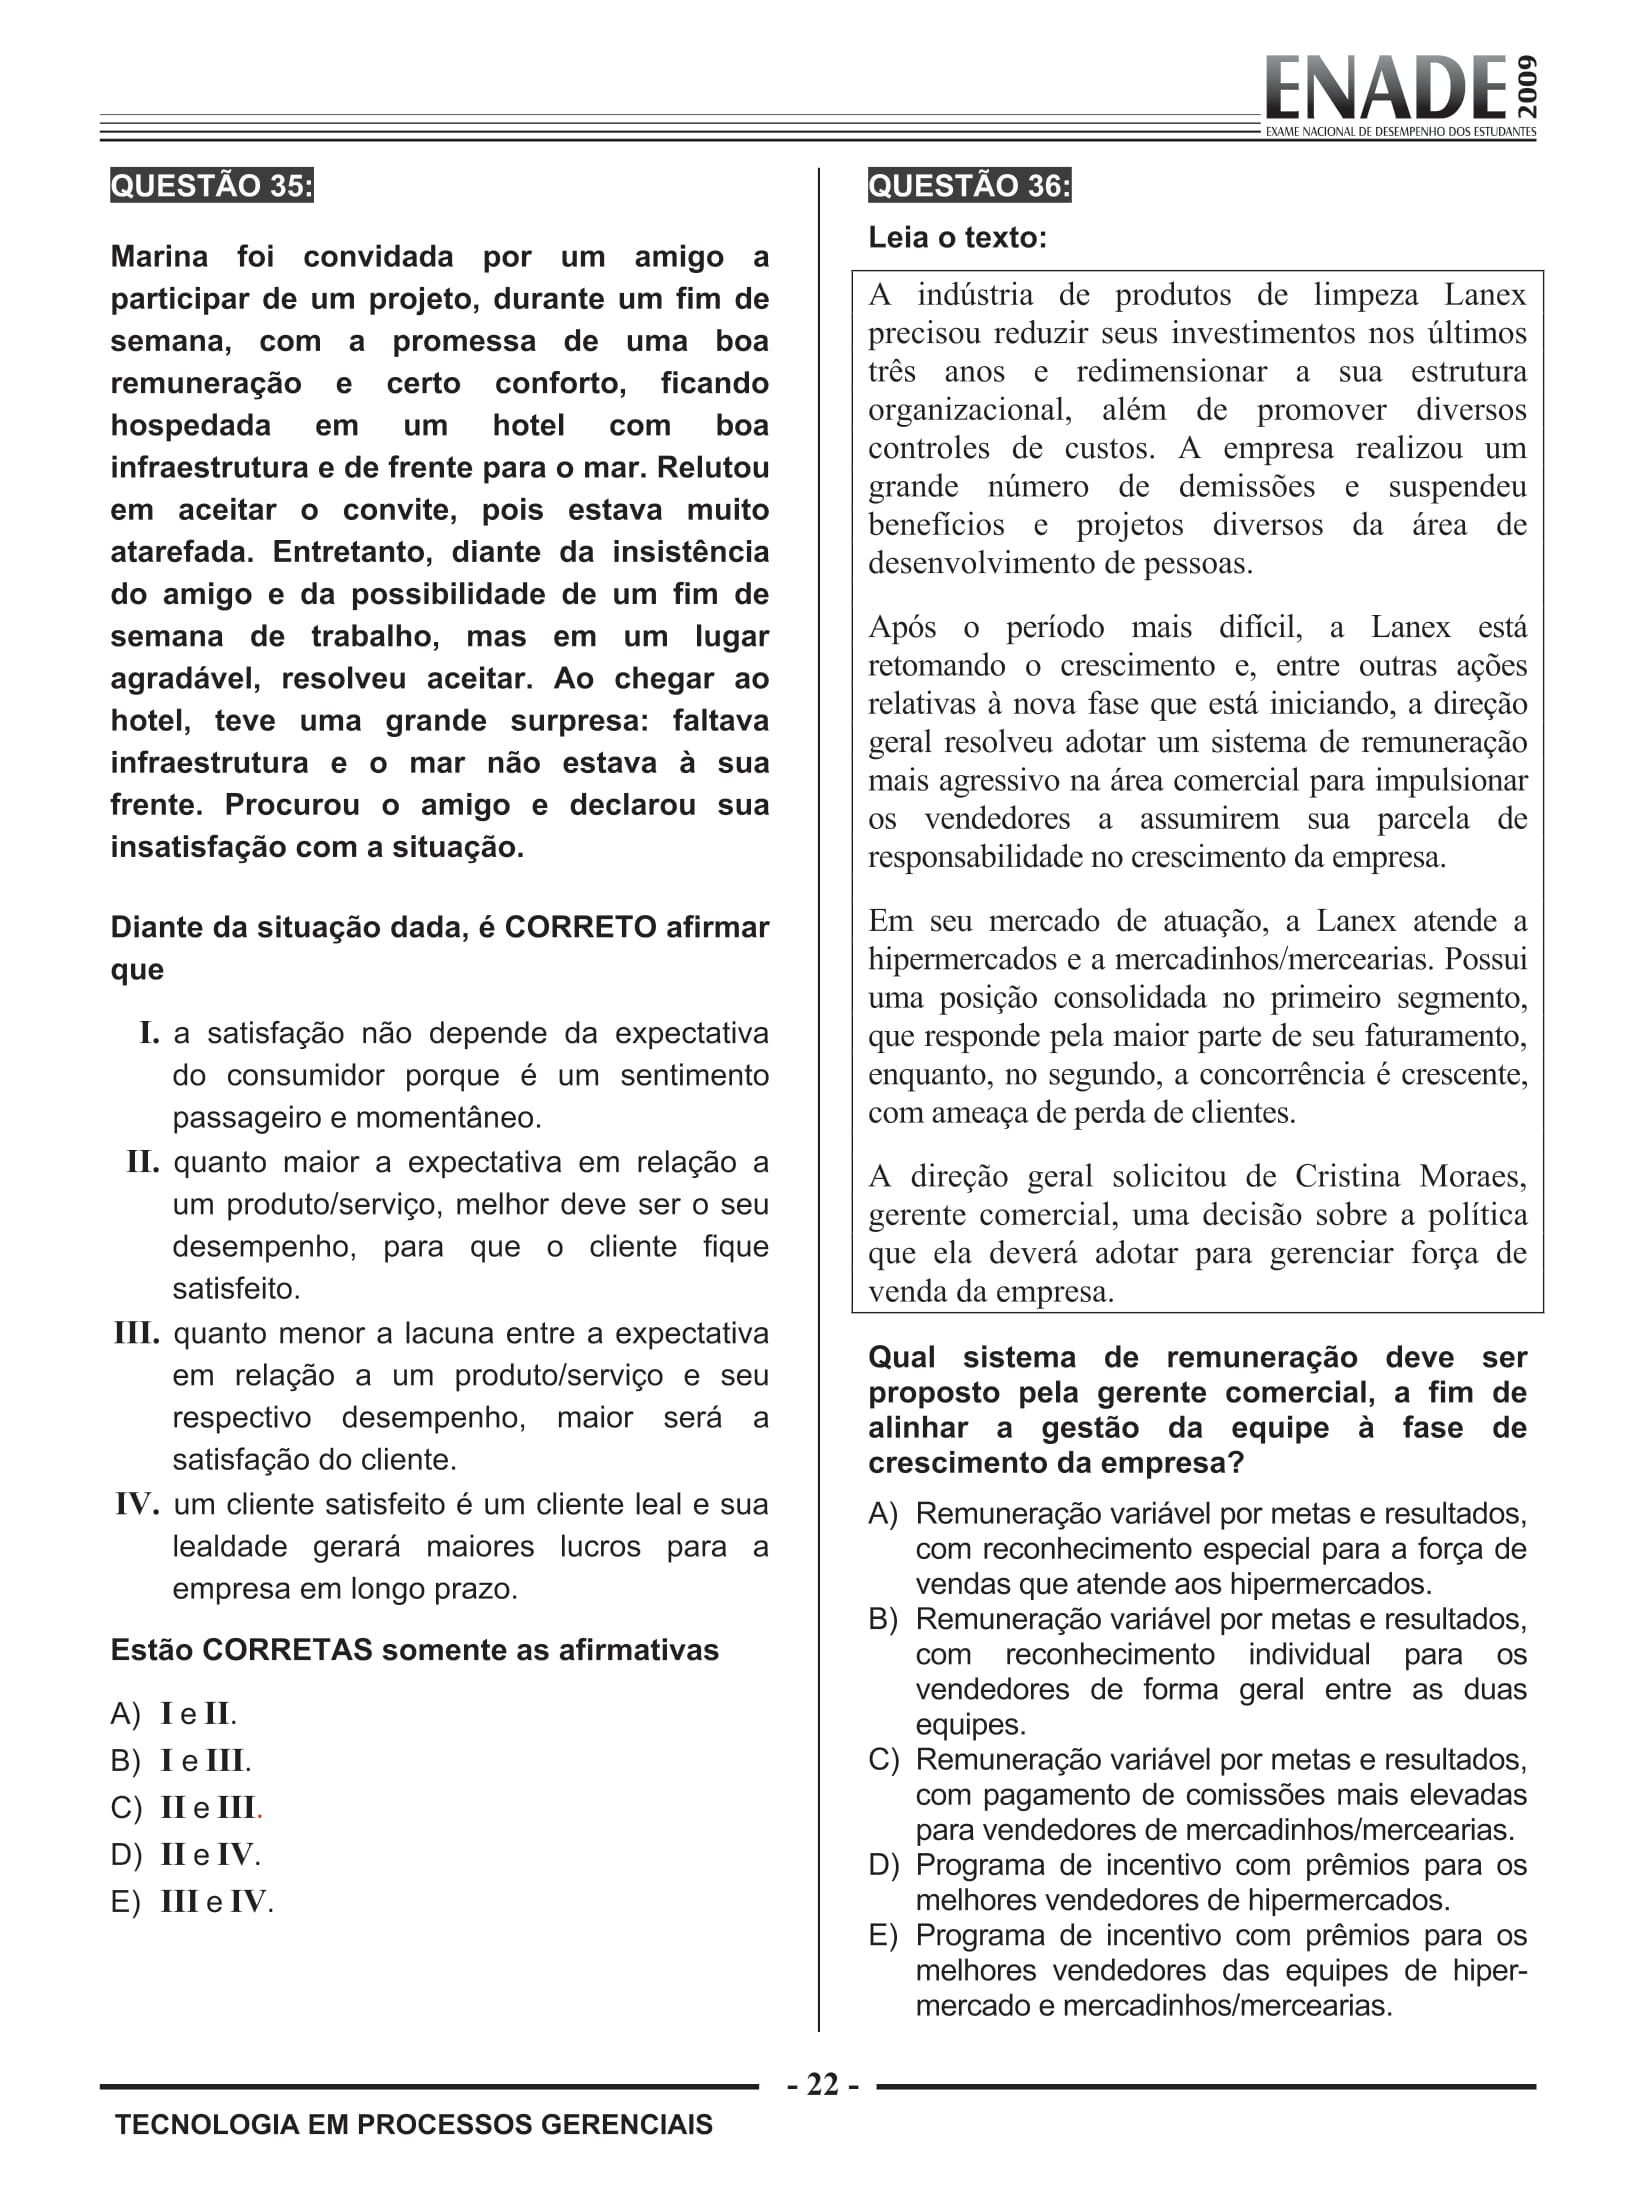 ENADE 2009
EXAME NACIONAL DE DESEMPENHO DOS ESTUDANTES
QUESTÃO 35:
Marina foi convidada por um amigo a
participar de um projeto, durante um fim de
semana, com a promessa de uma boa
remuneração e certo conforto, ficando
hospedada em um hotel com boa
infraestrutura e de frente para o mar. Relutou
em aceitar o convite, pois estava muito
atarefada. Entretanto, diante da insistência
do amigo e da possibilidade de um fim de
semana de trabalho, mas em um lugar
agradável, resolveu aceitar. Ao chegar ao
hotel, teve uma grande surpresa: faltava
infraestrutura e o mar não estava à sua
frente. Procurou o amigo e declarou sua
insatisfação com a situação.
Diante da situação dada, é CORRETO afirmar
que
I. a satisfação não depende da expectativa
do consumidor porque é um sentimento
passageiro e momentâneo.
II. quanto maior a expectativa em relação a
um produto/serviço, melhor deve ser o seu
desempenho, para que o cliente fique
satisfeito.
III. quanto menor a lacuna entre a expectativa
em relação a um produto/serviço e seu
respectivo desempenho, maior será a
satisfação do cliente.
IV. um cliente satisfeito é um cliente leal e sua
lealdade gerará maiores lucros para a
empresa em longo prazo.
Estão CORRETAS somente as afirmativas
A) I e II.
B) I e III.
C) II e III.
D) II e IV.
E) III e IV.
QUESTÃO 36:
Leia o texto:
A indústria de produtos de limpeza Lanex
precisou reduzir seus investimentos nos últimos
três anos e redimensionar a sua estrutura
organizacional, além de promover diversos
controles de custos. A empresa realizou um
grande número de demissões e suspendeu
benefícios e projetos diversos da área de
desenvolvimento de pessoas.
Após o período mais difícil, a Lanex está
retomando o crescimento e, entre outras ações
relativas à nova fase que está iniciando, a direção
geral resolveu adotar um sistema de remuneração
mais agressivo na área comercial para impulsionar
os vendedores a assumirem sua parcela de
responsabilidade no crescimento da empresa.
Em seu mercado de atuação, a Lanex atende a
hipermercados e a mercadinhos/mercearias. Possui
uma posição consolidada no primeiro segmento,
que responde pela maior parte de seu faturamento,
enquanto, no segundo, a concorrência é crescente,
com ameaça de perda de clientes.
A direção geral solicitou de Cristina Moraes,
gerente comercial, uma decisão sobre a política
que ela deverá adotar para gerenciar força de
venda da empresa.
Qual sistema de remuneração deve ser
proposto pela gerente comercial, a fim de
alinhar a gestão da equipe à fase de
crescimento da empresa?
A) Remuneração variável por metas e resultados,
com reconhecimento especial para a força de
vendas que atende aos hipermercados.
B) Remuneração variável por metas e resultados,
com reconhecimento individual para os
vendedores de forma geral entre as duas
equipes.
C) Remuneração variável por metas e resultados,
com pagamento de comissões mais elevadas
para vendedores de mercadinhos/mercearias.
D) Programa de incentivo com prêmios para os
melhores vendedores de hipermercados.
E) Programa de incentivo com prêmios para os
melhores vendedores das equipes de hiper-
mercado e mercadinhos/mercearias.
- 22 -
TECNOLOGIA EM PROCESSOS GERENCIAIS